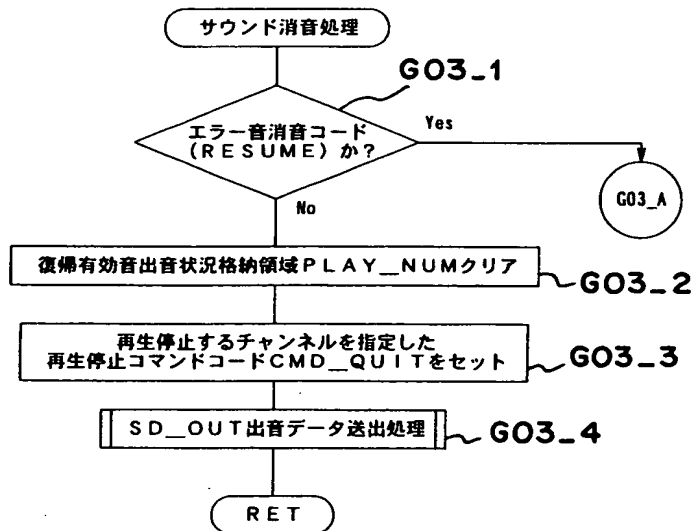 サウンド消音処理
G03_1
エラー音消音コード
(RESUME)か?
Yes
G03_A
No
復帰有効音出音状況格納領域PLAY__NUMクリア
G03_2
再生停止するチャンネルを指定した
再生停止コマンドコードCMD__QUITをセット
G03_3
SD__OUT出音データ送出処理
G03_4
RET